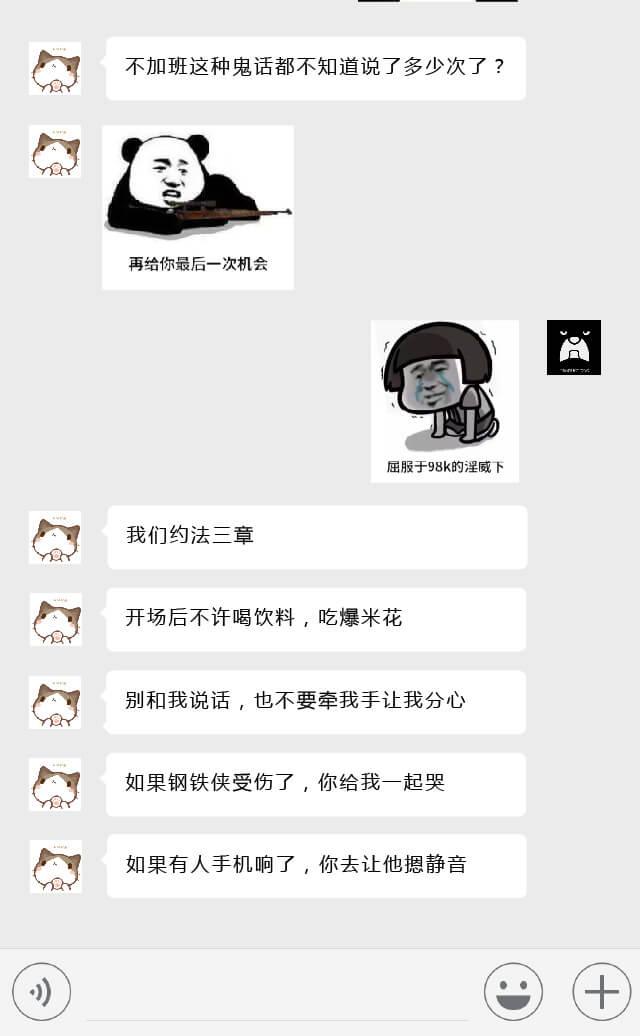 不加班这种鬼话都不知道说了多少次了？
再给你最后一次机会
屈服于98k的淫威下
我们约法三章
开场后不许喝饮料，吃爆米花
别和我说话，也不要牵我手让我分心
如果钢铁侠受伤了，你给我一起哭
如果有人手机响了，你去让他摁静音